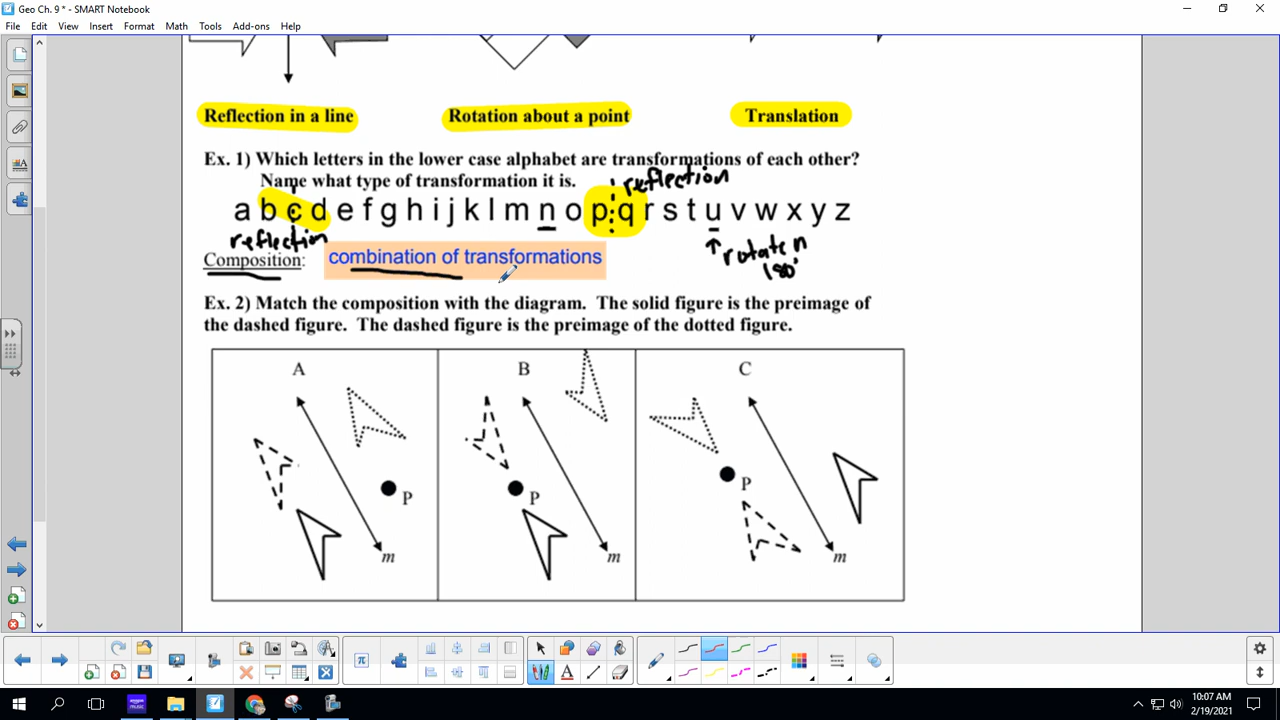 Geo Ch. 9 * - SMART Notebook
File Edit View Insert Format Math Tools Add-ons Help
Reflection in a line Rotation about a point Translation
Ex. 1) Which letters in the lower case alphabet are transformations of each other?
Name what type of transformation it is.
reflection
a b c d e f g h i j k l m n o p q r s t u v w x y z
reflection
rotate n
180°
Composition: combination of transformations
Ex. 2) Match the composition with the diagram. The solid figure is the preimage of
the dashed figure. The dashed figure is the preimage of the dotted figure.
A B C
P P P
m m m
10:07 AM
2/19/2021